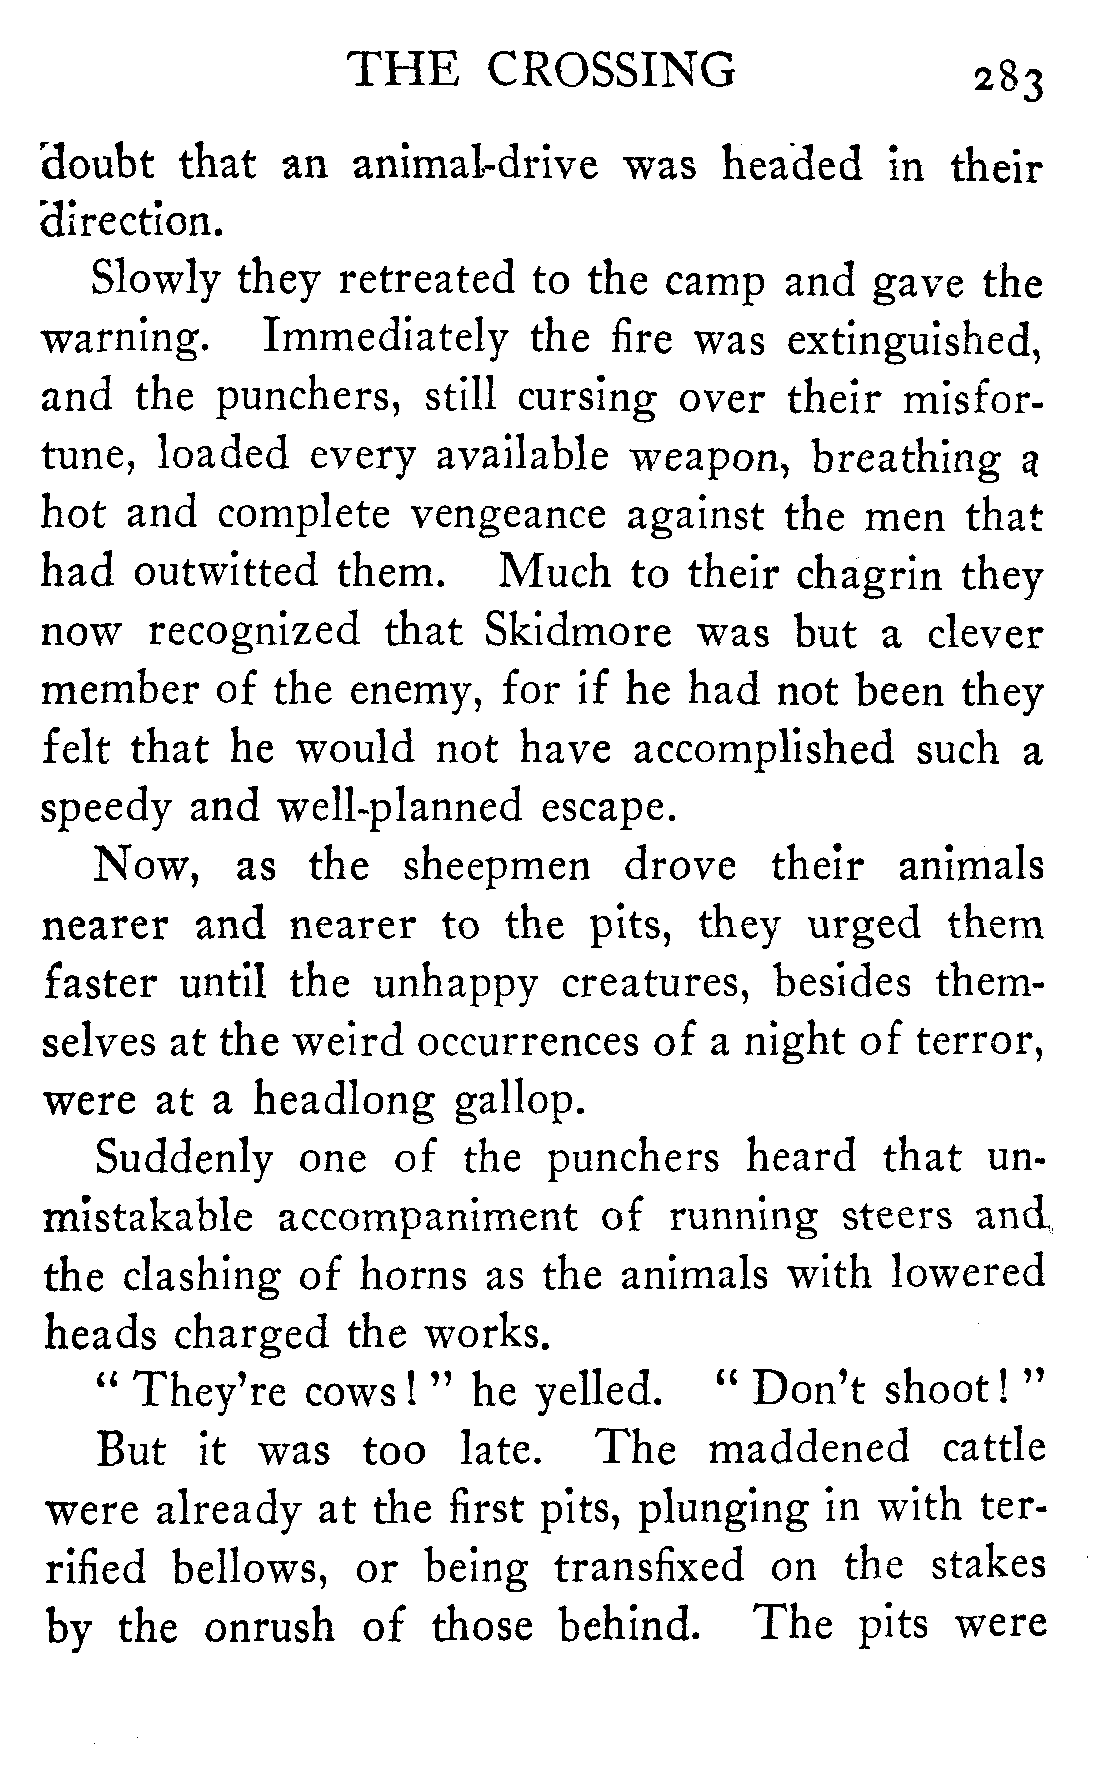 THE CROSSING 283
doubt that an animal-drive was headed in their
direction.
Slowly they retreated to the camp and gave the
warning. Immediately the fire was extinguished,
and the punchers, still cursing over their misfor-
tune, loaded every available weapon, breathing a
hot and complete vengeance against the men that
had outwitted them. Much to their chagrin they
now recognized that Skidmore was but a clever
member of the enemy, for if he had not been they
felt that he would not have accomplished such a
speedy and well-planned escape.
Now, as the sheepmen drove their animals
nearer and nearer to the pits, they urged them
faster until the unhappy creatures, besides them-
selves at the weird occurrences of a night of terror,
were at a headlong gallop.
Suddenly one of the punchers heard that un-
mistakable accompaniment of running steers and
the clashing of horns as the animals with lowered
heads charged the works.
“ They’re cows! ” he yelled. “ Don’t shoot! ”
But it was too late. The maddened cattle
were already at the first pits, plunging in with ter-
rified bellows, or being transfixed on the stakes
by the onrush of those behind. The pits were